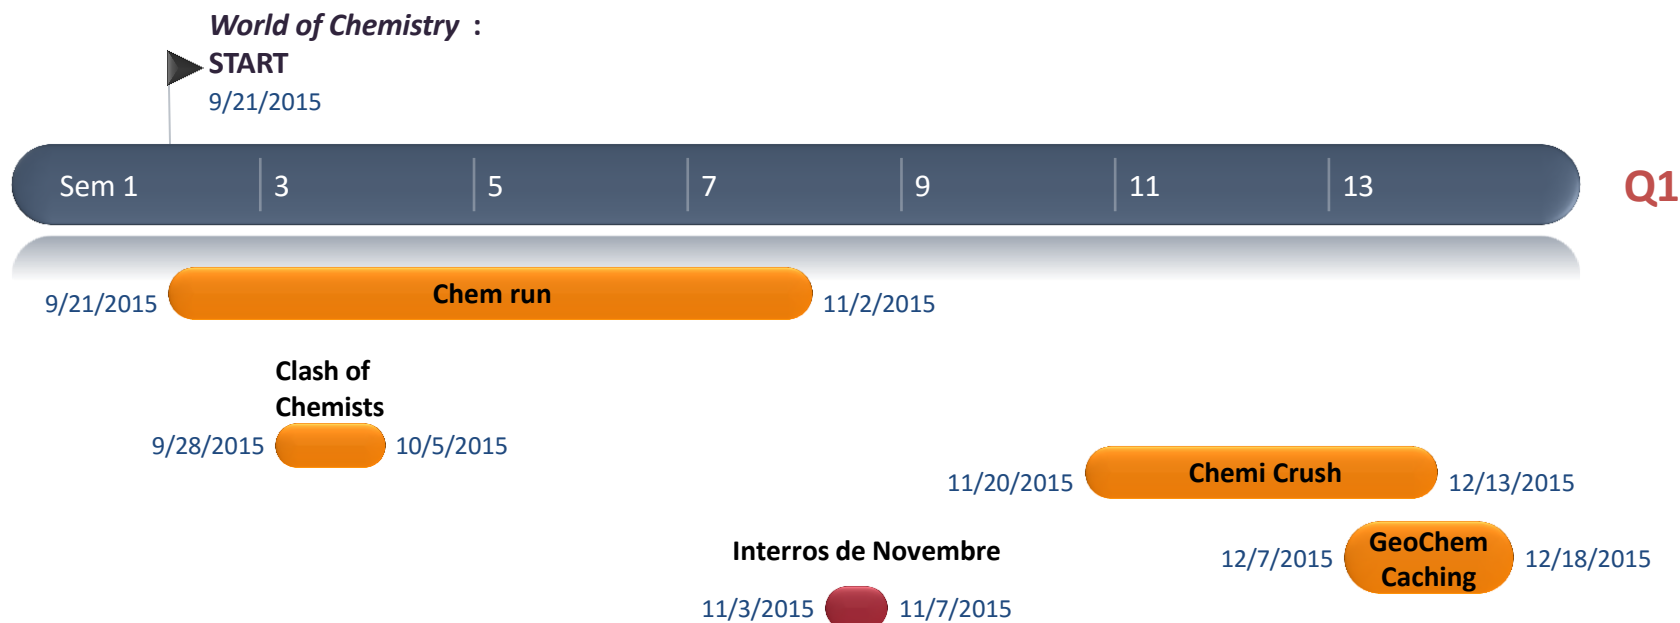 World of Chemistry :
START
9/21/2015
Sem 1 3 5 7 9 11 13 Q1
9/21/2015 Chem run 11/2/2015
Clash of
Chemists
9/28/2015 10/5/2015
11/20/2015 Chemi Crush 12/13/2015
Interros de Novembre
12/7/2015 GeoChem
Caching 12/18/2015
11/3/2015 11/7/2015